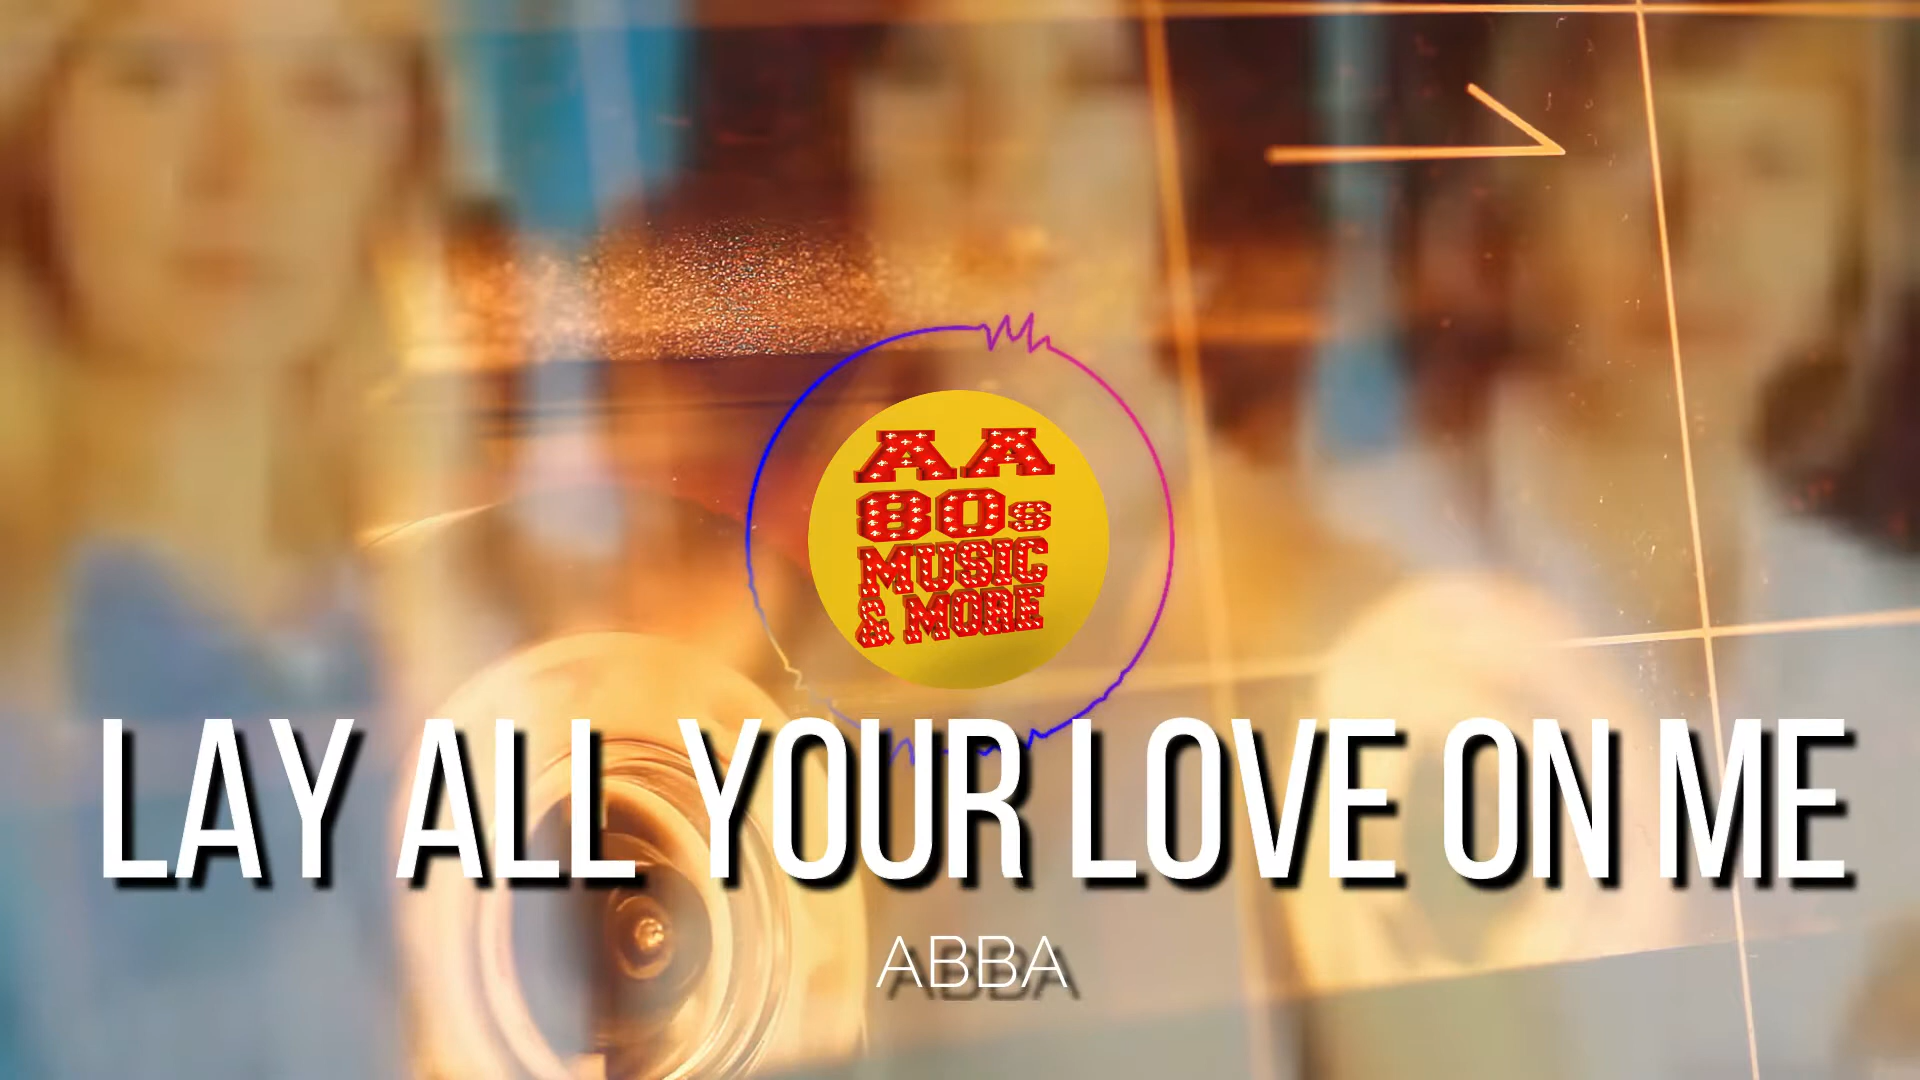 AA
80s
MUSIC
& MORE
LAY ALL YOUR LOVE ON ME
ABBA